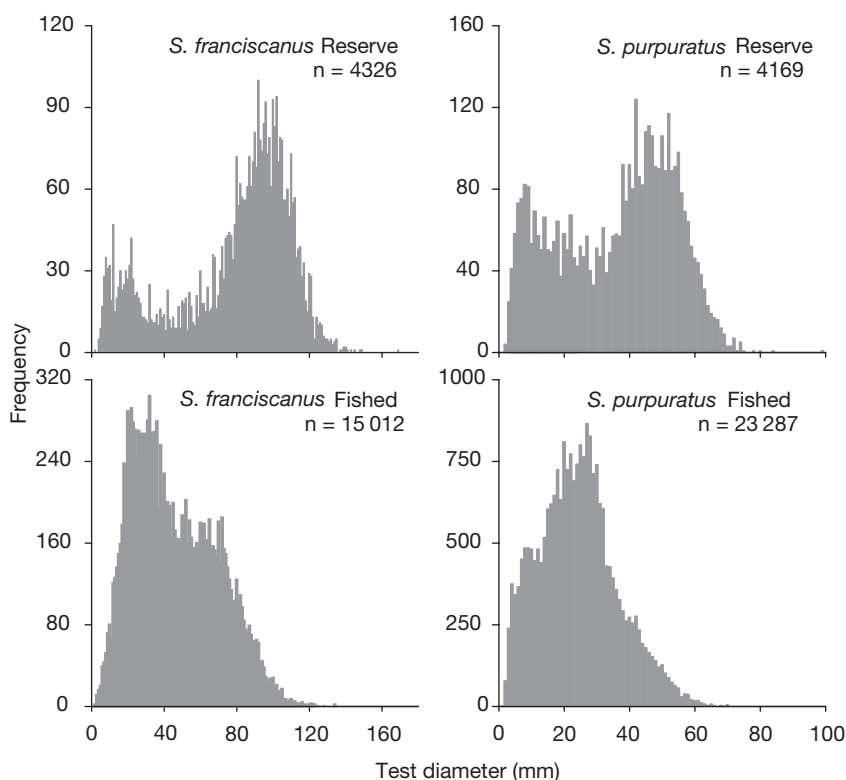 120
90
60
30
0
S. franciscanus Reserve
n = 4326
160
120
80
40
0
S. purpuratus Reserve
n = 4169
Frequency
320
240
160
80
0
S. franciscanus Fished
n = 15 012
0 40 80 120 160
1000
750
500
250
0
S. purpuratus Fished
n = 23 287
0 20 40 60 80 100
Test diameter (mm)